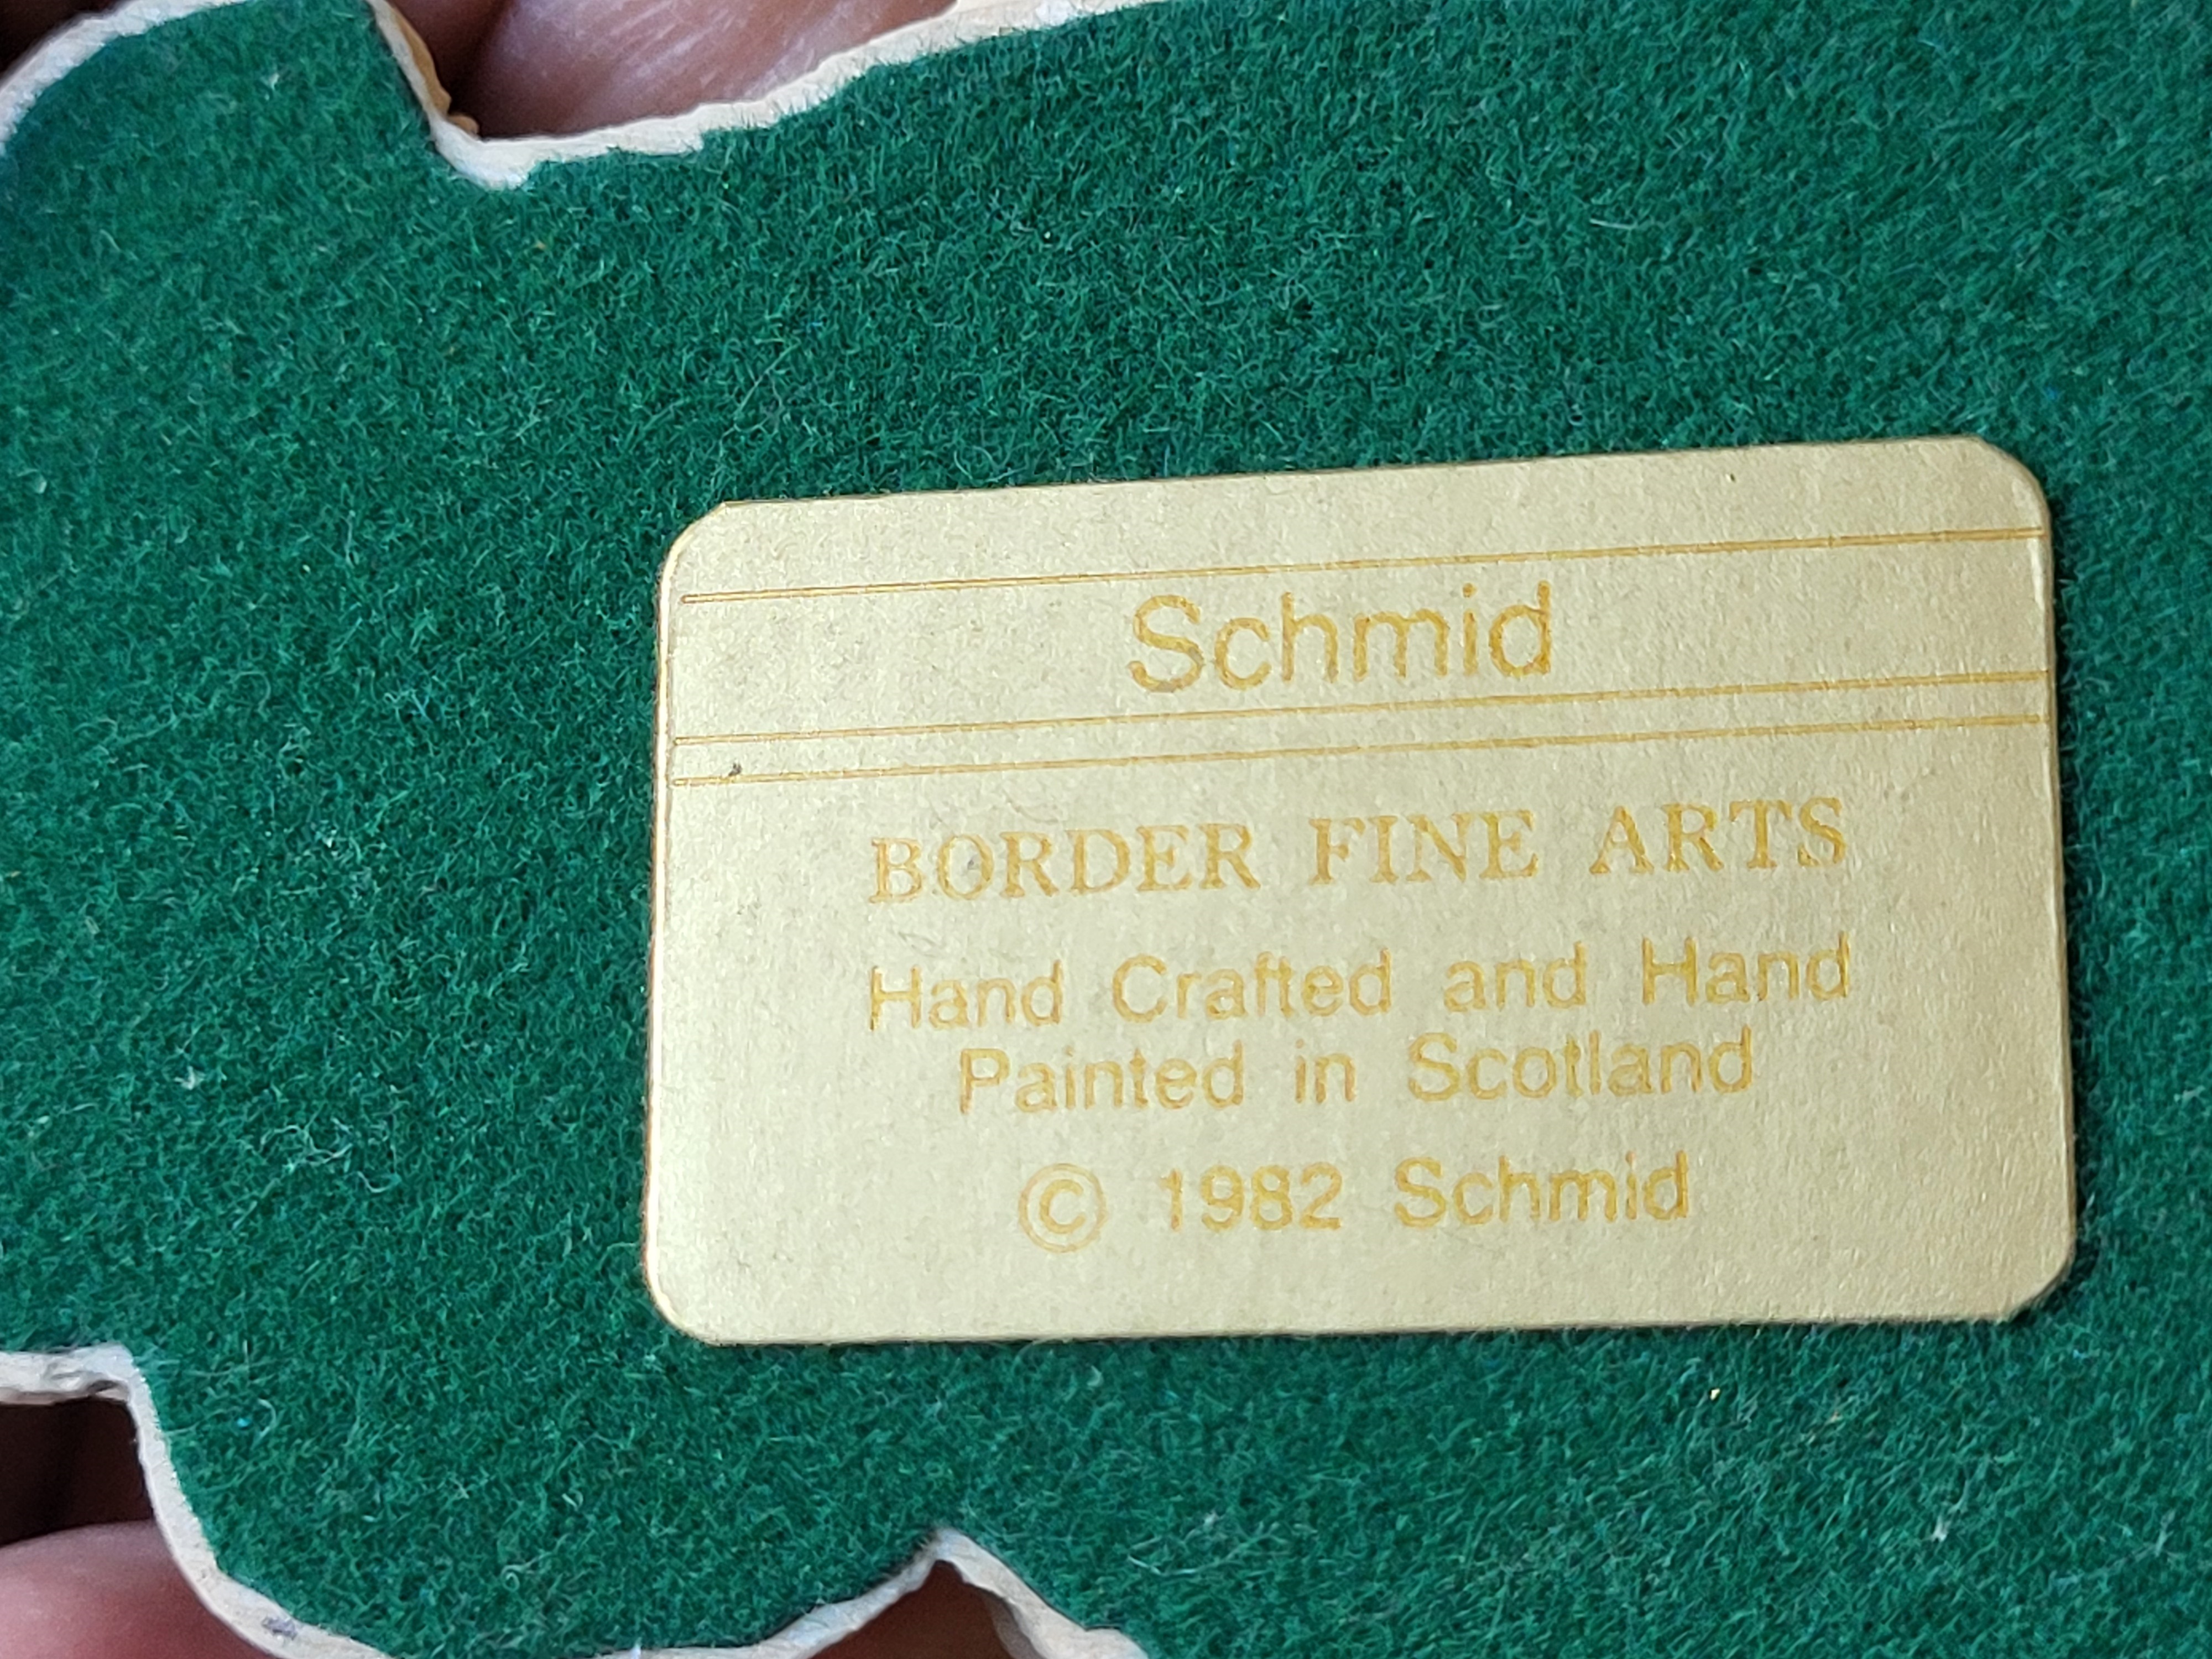 Schmid
BORDER FINE ARTS
Hand Crafted and Hand
Painted in Scotland
© 1982 Schmid